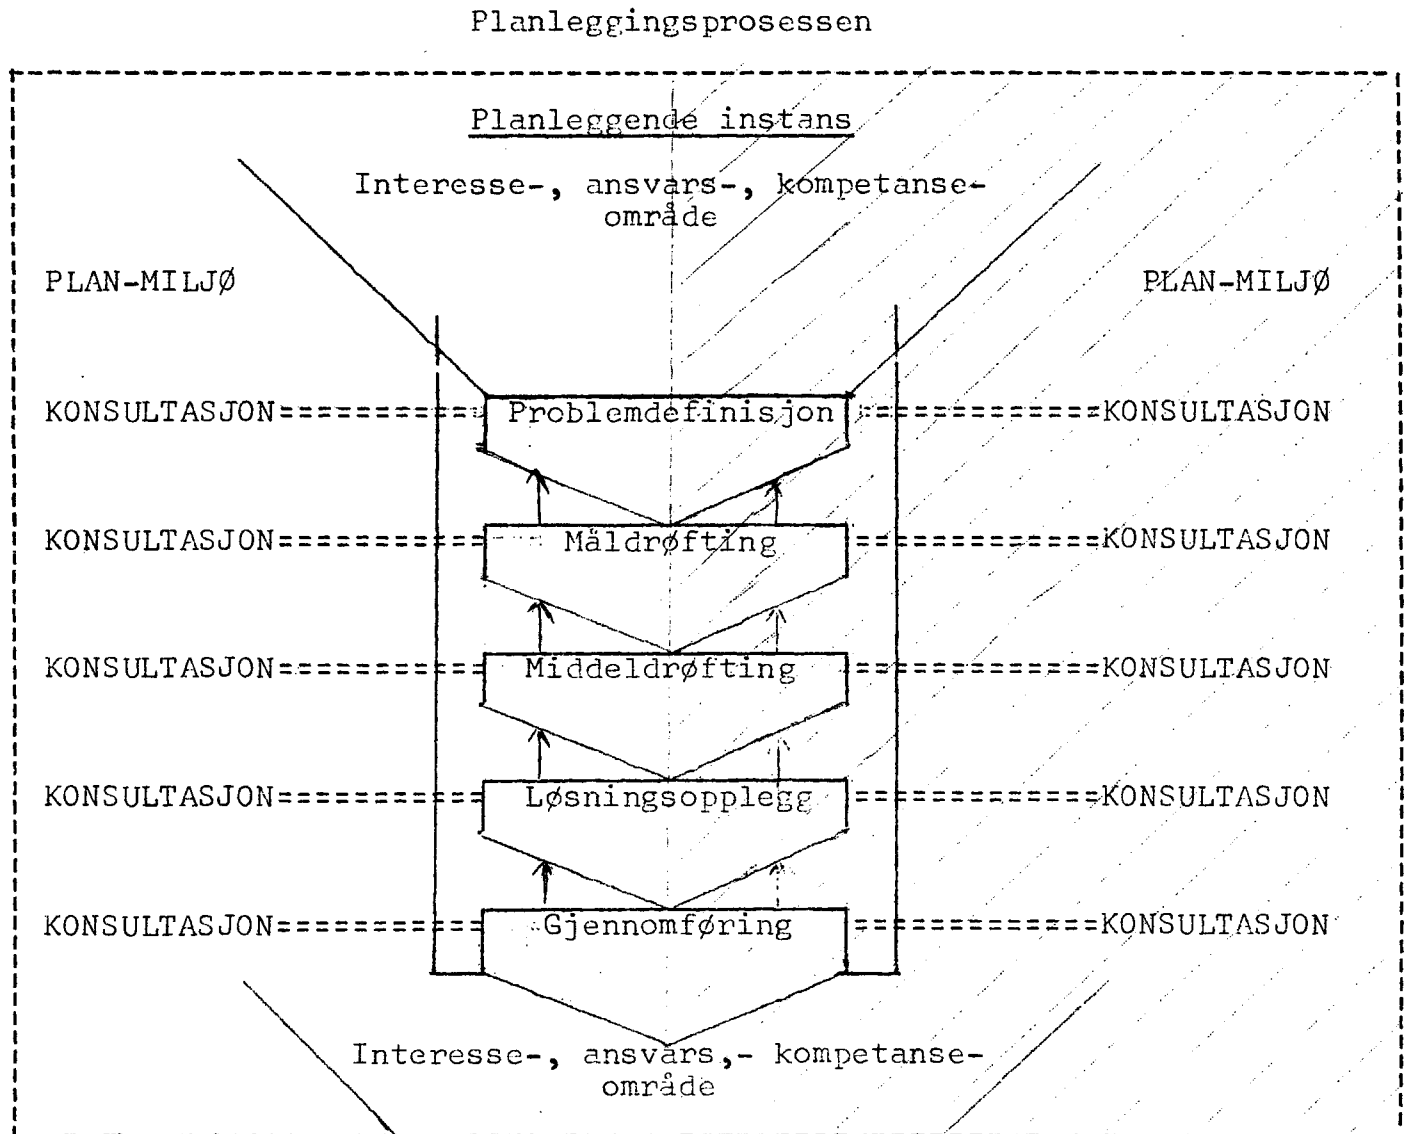 Planleggingsprosessen
Planleggende instans
Interesse-, ansvars-, kompetanse-
område
PLAN-MILJØ PLAN-MILJØ
KONSULTASJON===========Problemdefinisjon============KONSULTASJON
KONSULTASJON=========== Måldrøfting ============KONSULTASJON
KONSULTASJON=========== Middeldrøfting ============KONSULTASJON
KONSULTASJON=========== Løsningsopplegg ============KONSULTASJON
KONSULTASJON=========== Gjennomføring ============KONSULTASJON
Interesse-, ansvars,- kompetanse-
område